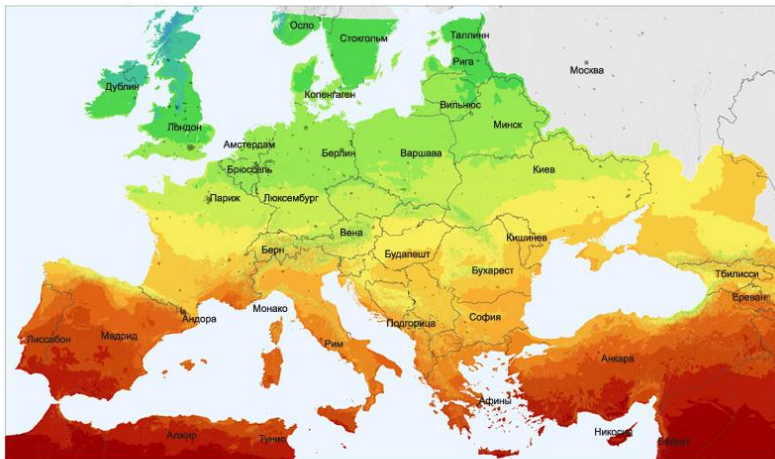 Осло
Стокгольм
Таллинн
Рига
Москва
Дублин
Копенгаген
Вильнюс
Лондон
Минск
Амстердам
Берлин
Варшава
Брюссель
Киев
Париж
Люксембург
Вена
Берн
Будапешт
Кишинев
Бухарест
Тбилиси
Ереван
Монако
Андора
Лиссабон
Мадрид
Подгорица
София
Рим
Анкара
Афины
Алжир
Тунис
Никосия
Бейрут